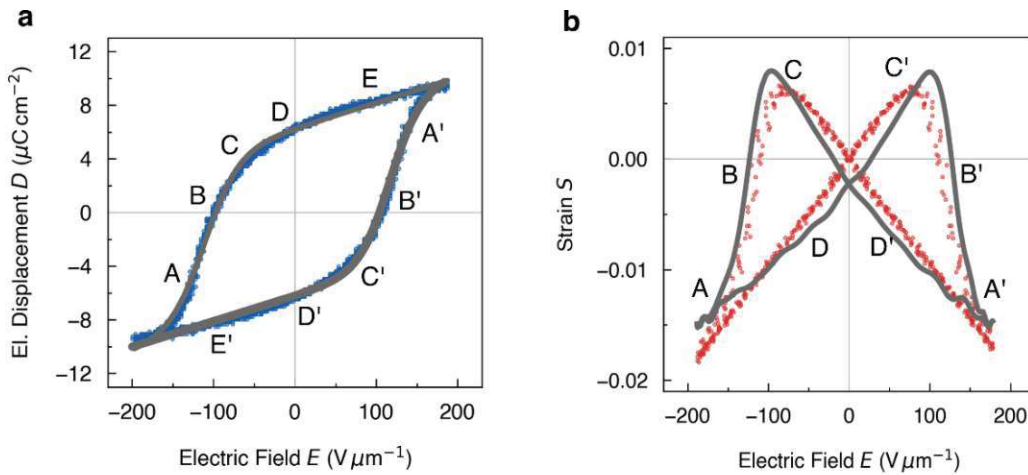 a
El. Displacement D (μC cm⁻²)
12
8
4
0
−4
−8
−12
−200
−100
0
100
200
Electric Field E (V μm⁻¹)
A
B
C
D
E
A'
B'
C'
D'
E'
b
Strain S
0.01
0.00
−0.01
−0.02
−200
−100
0
100
200
Electric Field E (V μm⁻¹)
C
C'
B
B'
D
D'
A
A'